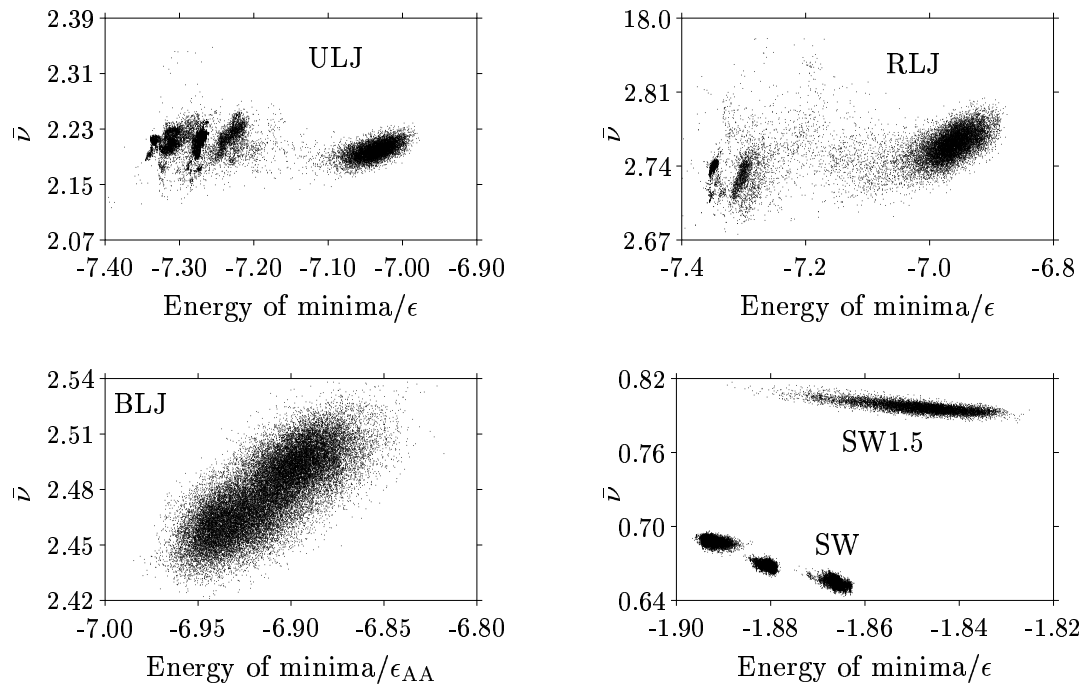 2.39
2.31
2.23
2.15
2.07
ν̄
ULJ
-7.40 -7.30 -7.20 -7.10 -7.00 -6.90
Energy of minima/ϵ
18.0
2.81
2.74
2.74
2.67
ν̄
RLJ
-7.4 -7.2 -7.0 -6.8
Energy of minima/ϵ
2.54
2.51
2.48
2.45
2.42
ν̄
BLJ
-7.00 -6.95 -6.90 -6.85 -6.80
Energy of minima/ϵAA
0.82
0.76
0.70
0.64
ν̄
SW1.5
SW
-1.90 -1.88 -1.86 -1.84 -1.82
Energy of minima/ϵ